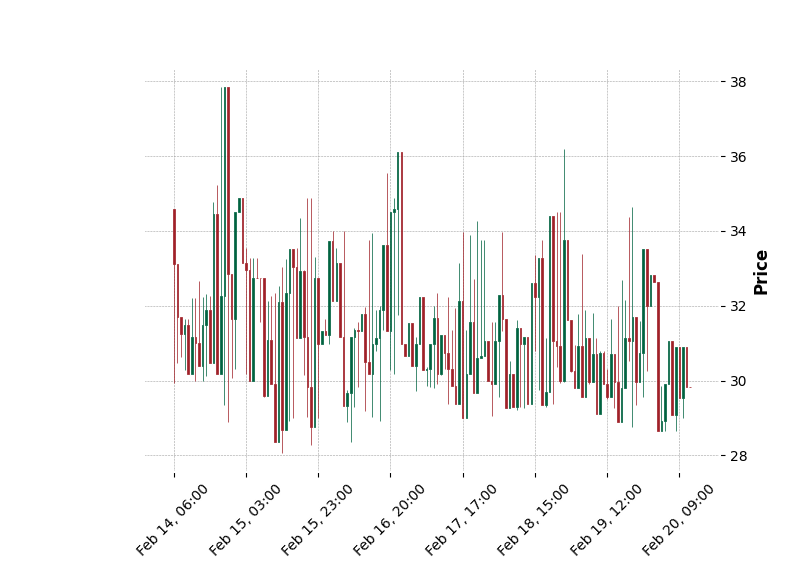 38
36
34
32
30
28
Price
Feb 14, 06:00
Feb 15, 03:00
Feb 15, 23:00
Feb 16, 20:00
Feb 17, 17:00
Feb 18, 15:00
Feb 19, 12:00
Feb 20, 09:00